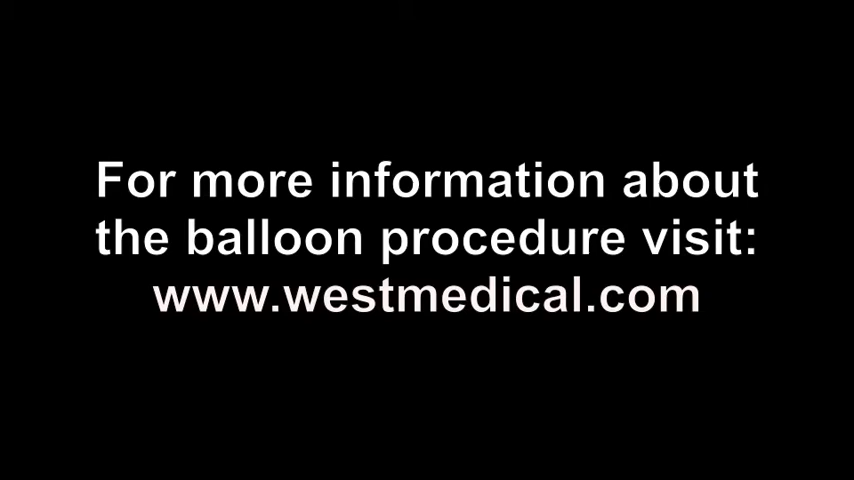 For more information about
the balloon procedure visit:
www.westmedical.com